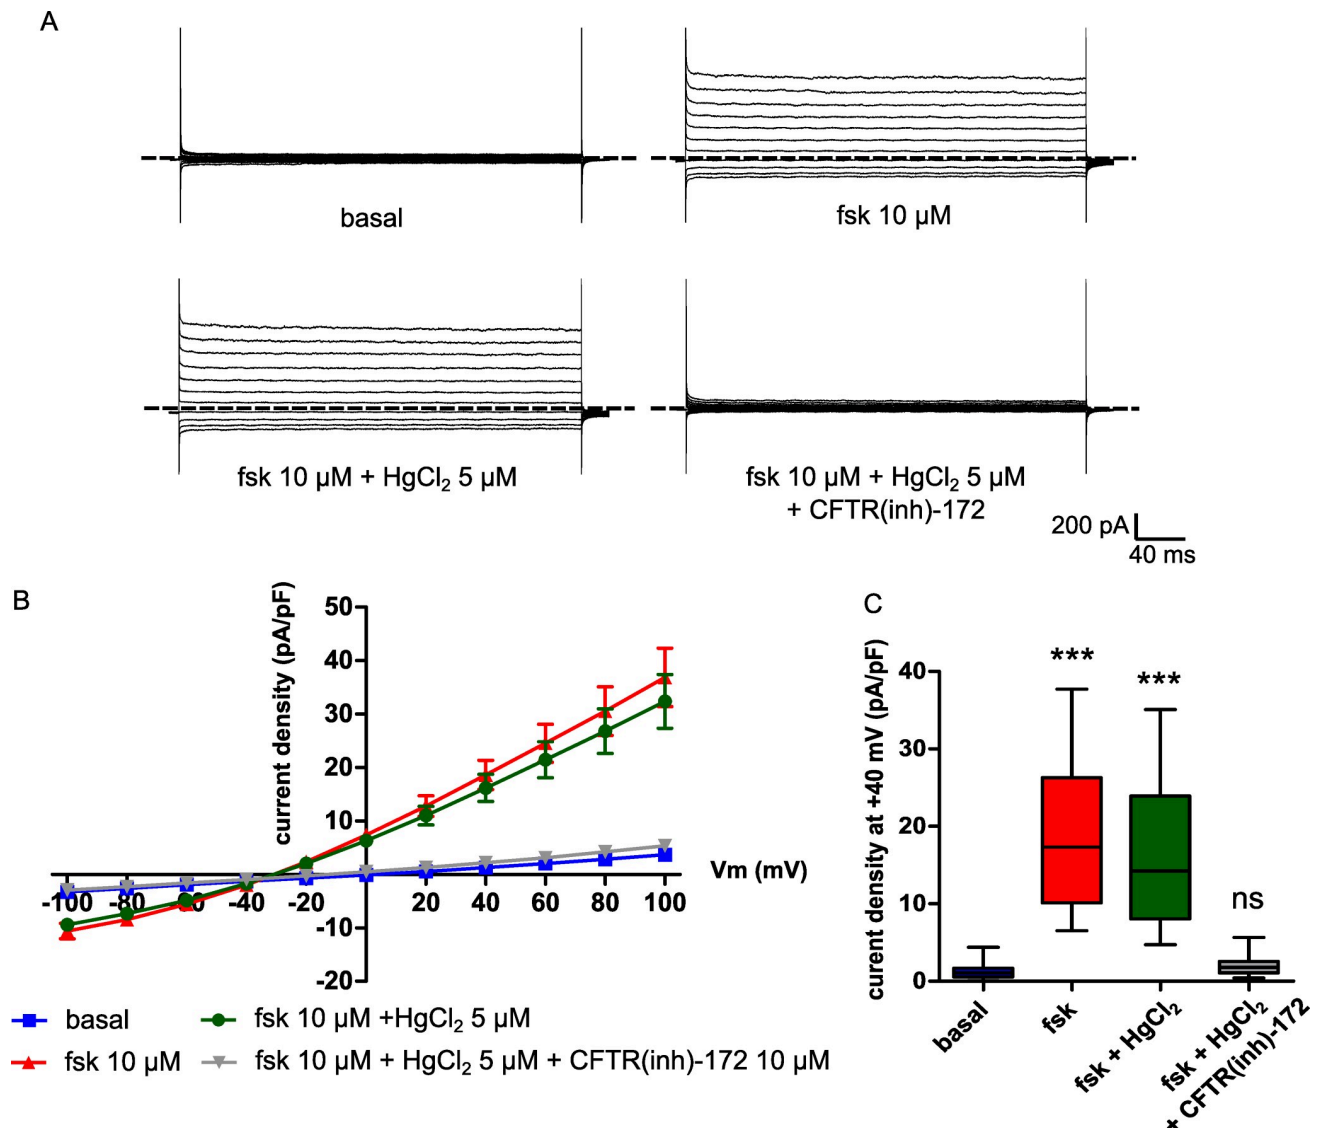 A
basal
fsk 10 µM
fsk 10 µM + HgCl₂ 5 µM
fsk 10 µM + HgCl₂ 5 µM
+ CFTR(inh)-172
200 pA
40 ms
B
current density (pA/pF)
50
40
30
20
10
-10
-20
-100 -80 -40 -20 20 40 60 80 100
Vm (mV)
basal
fsk 10 µM +HgCl₂ 5 µM
fsk 10 µM
fsk 10 µM + HgCl₂ 5 µM + CFTR(inh)-172 10 µM
C
curent density at +40 mV (pA/pF)
40
30
20
10
0
***
***
ns
basal
fsk
fsk + HgCl₂
fsk + HgCl₂
+ CFTR(inh)-172